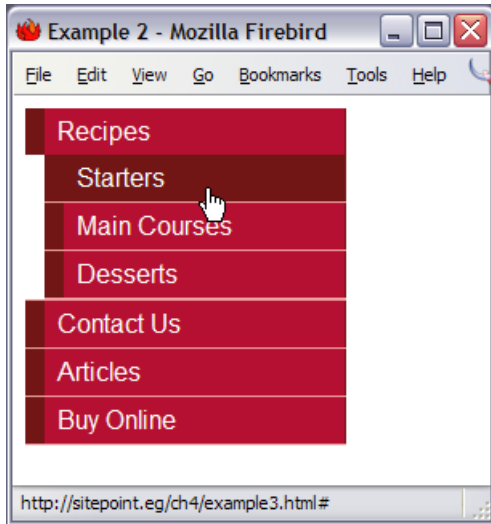 Example 2 - Mozilla Firebird
File Edit View Go Bookmarks Tools Help
Recipes
Starters
Main Courses
Desserts
Contact Us
Articles
Buy Online
http://sitepoint.eg/ch4/example3.html#